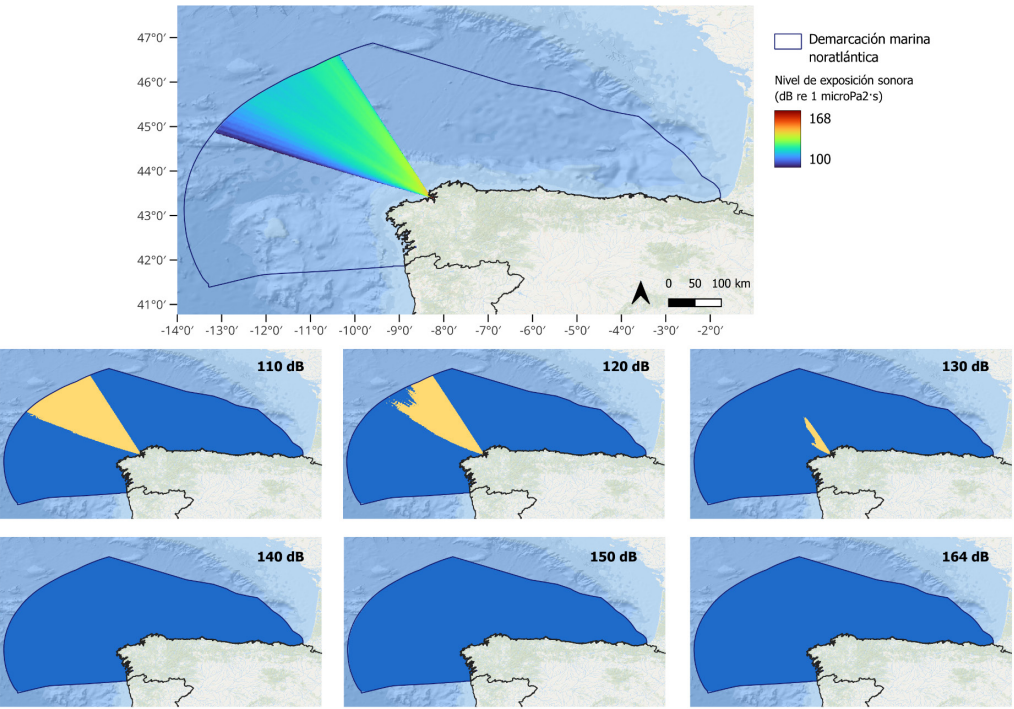 47°0′
46°0′
45°0′
44°0′
43°0′
42°0′
41°0′
-14°0′ -13°0′ -12°0′ -11°0′ -10°0′ -9°0′ -8°0′ -7°0′ -6°0′ -5°0′ -4°0′ -3°0′ -2°0′
0 50 100 km
Demarcación marina
noratlántica
Nivel de exposición sonora
(dB re 1 microPa2·s)
168
100
110 dB
120 dB
130 dB
140 dB
150 dB
164 dB